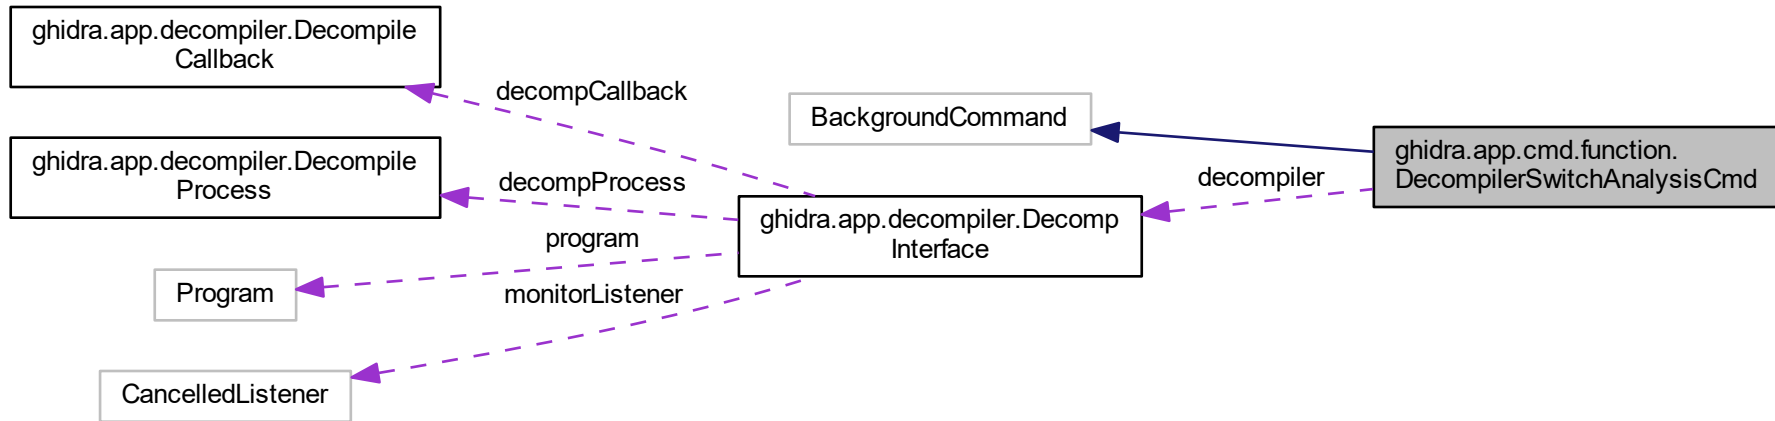 ghidra.app.decompiler.Decompile
Callback
decompCallback
BackgroundCommand
ghidra.app.decompiler.Decompile
Process
decompProcess
decompiler
ghidra.app.cmd.function.
DecompilerSwitchAnalysisCmd
ghidra.app.decompiler.Decomp
Interface
program
Program
monitorListener
CancelledListener